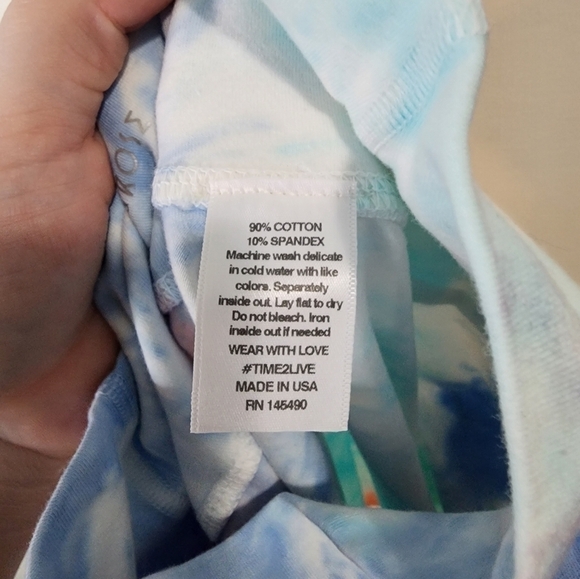 90% COTTON
10% SPANDEX
Machine wash delicate
in cold water with like
colors. Separately
inside out. Lay flat to dry
Do not bleach. Iron
inside out if needed
WEAR WITH LOVE
#TIME2LIVE
MADE IN USA
RN 145490